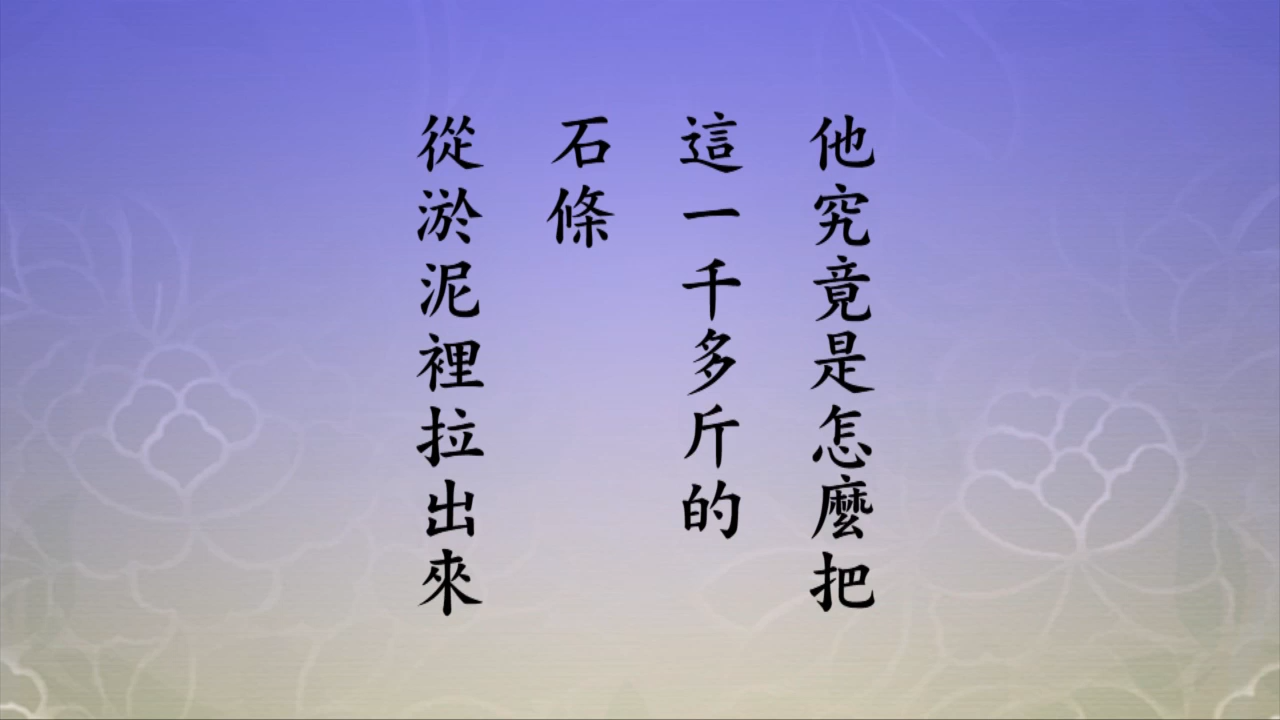 他究竟是怎麼把
這一千多斤的
石條
從淤泥裡拉出來